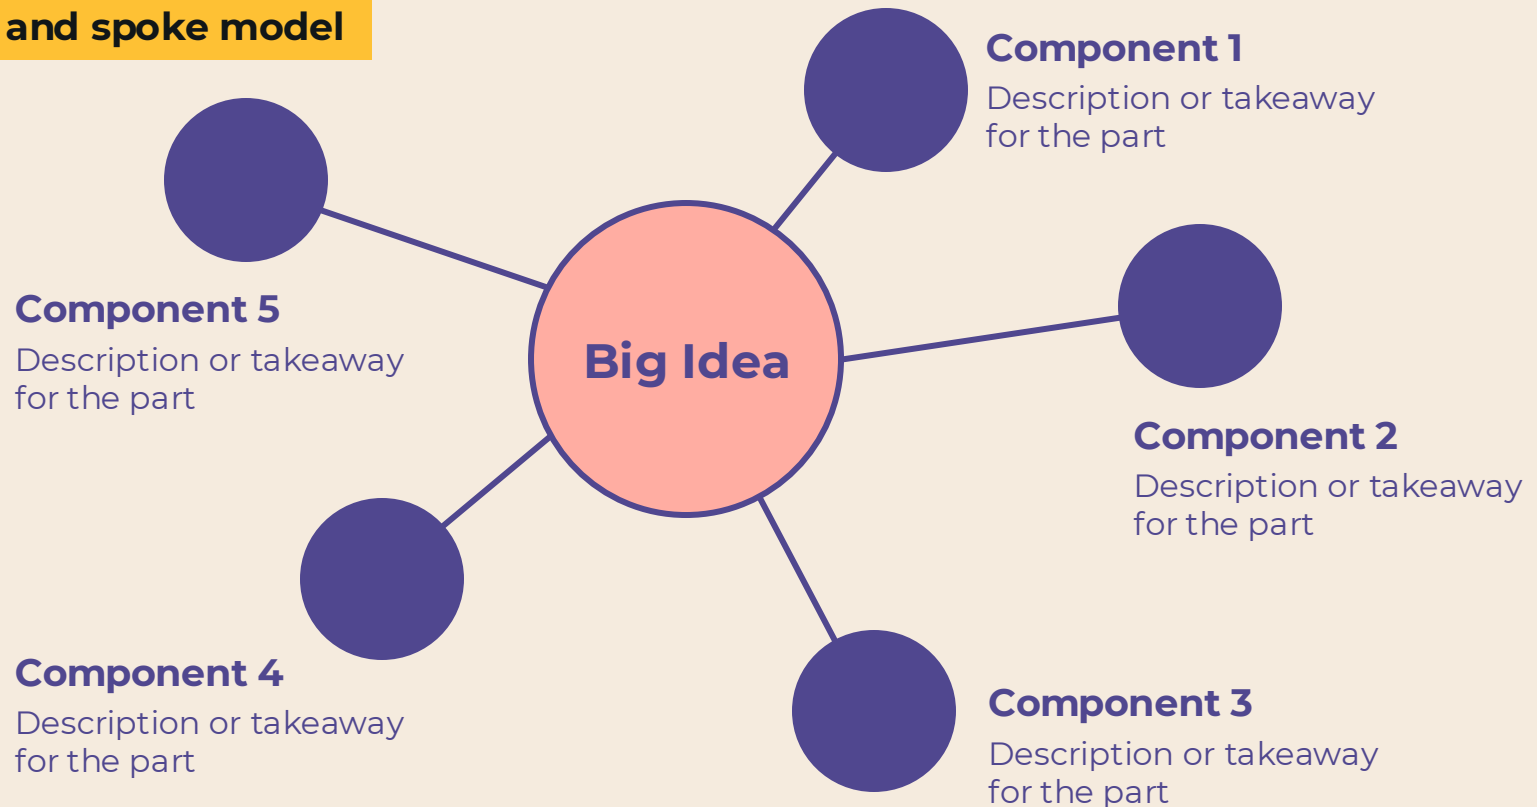 and spoke model
Component 1
Description or takeaway
for the part
Component 5
Description or takeaway
for the part
Big Idea
Component 2
Description or takeaway
for the part
Component 4
Description or takeaway
for the part
Component 3
Description or takeaway
for the part